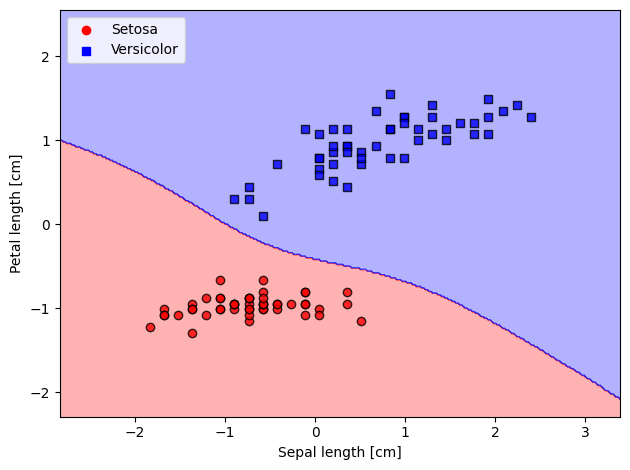 Setosa
Versicolor
2
1
0
−1
−2
Petal length [cm]
−2
−1
0
1
2
3
Sepal length [cm]